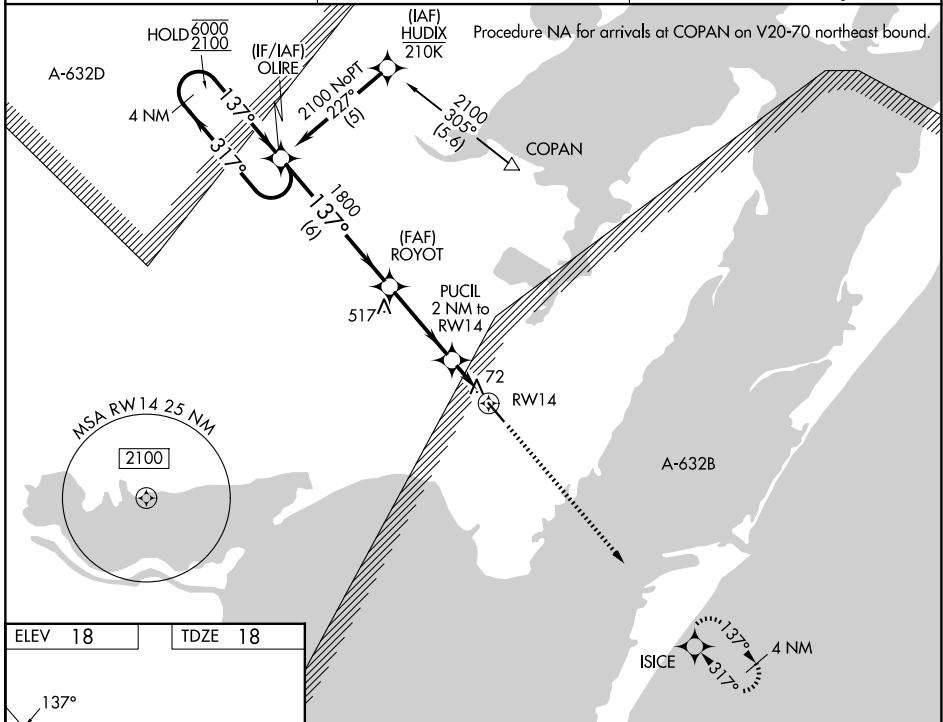 Procedure NA for arrivals at COPAN on V20-70 northeast bound.
HOLD 6000
2100
(IF/IAF)
OLIRE
(IAF)
HUDIX
210K
A-632D
4 NM
137°
317°
2100 NoPT
227°
(5)
2100
305°
(5.6)
COPAN
1800
137°
(6)
(FAF)
ROYOT
517
PUCIL
2 NM to
RW14
72
RW14
MSA RW14 25 NM
2100
A-632B
ISICE
137°
317°
4 NM
ELEV 18
TDZE 18
137°